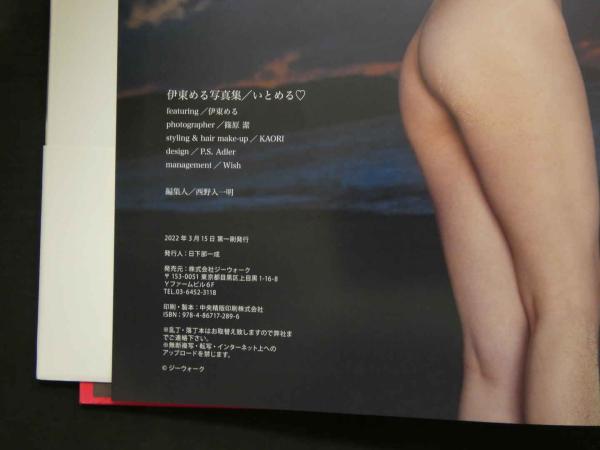 伊東める写真集／いとめる♡
featuring／伊東める
photographer／篠原 潔
styling & hair make-up／KAORI
design／P.S. Adler
management／Wish
編集人／西野入一明
2022年3月15日 第一刷発行
発行人：日下部一成
発売元：株式会社ジーウォーク
〒153-0051 東京都目黒区上目黒1-16-8
Yファームビル6F
TEL.03-6452-3118
印刷・製本：中央精版印刷株式会社
ISBN：978-4-86717-289-6
※乱丁・落丁本はお取替え致しますので弊社ま
でご連絡下さい。
※無断複写・転写・インターネット上への
アップロードを禁じます。
© ジーウォーク